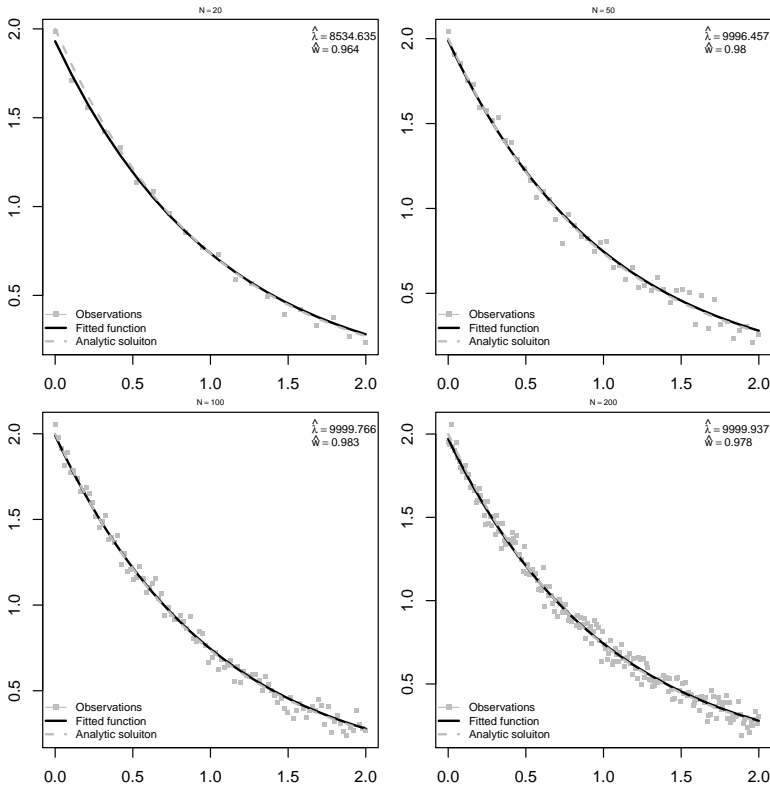 N = 20
λ̂ = 8534.635
ŵ = 0.964
2.0
1.5
1.0
0.5
Observations
Fitted function
Analytic soluiton
0.0 0.5 1.0 1.5 2.0
N = 50
λ̂ = 9996.457
ŵ = 0.98
2.0
1.5
1.0
0.5
Observations
Fitted function
Analytic soluiton
0.0 0.5 1.0 1.5 2.0
N = 100
λ̂ = 9999.766
ŵ = 0.983
2.0
1.5
1.0
0.5
Observations
Fitted function
Analytic soluiton
0.0 0.5 1.0 1.5 2.0
N = 200
λ̂ = 9999.937
ŵ = 0.978
2.0
1.5
1.0
0.5
Observations
Fitted function
Analytic soluiton
0.0 0.5 1.0 1.5 2.0